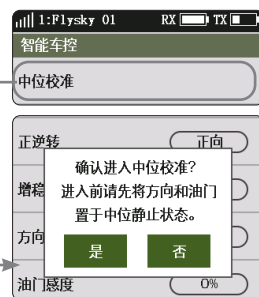 1:Flysky 01 RX TX
智能车控
中位校准
正逆转 正向
确认进入中位校准?
进入前请先将方向和油门
置于中位静止状态。
增稳
方向
是 否
油门感度 0%